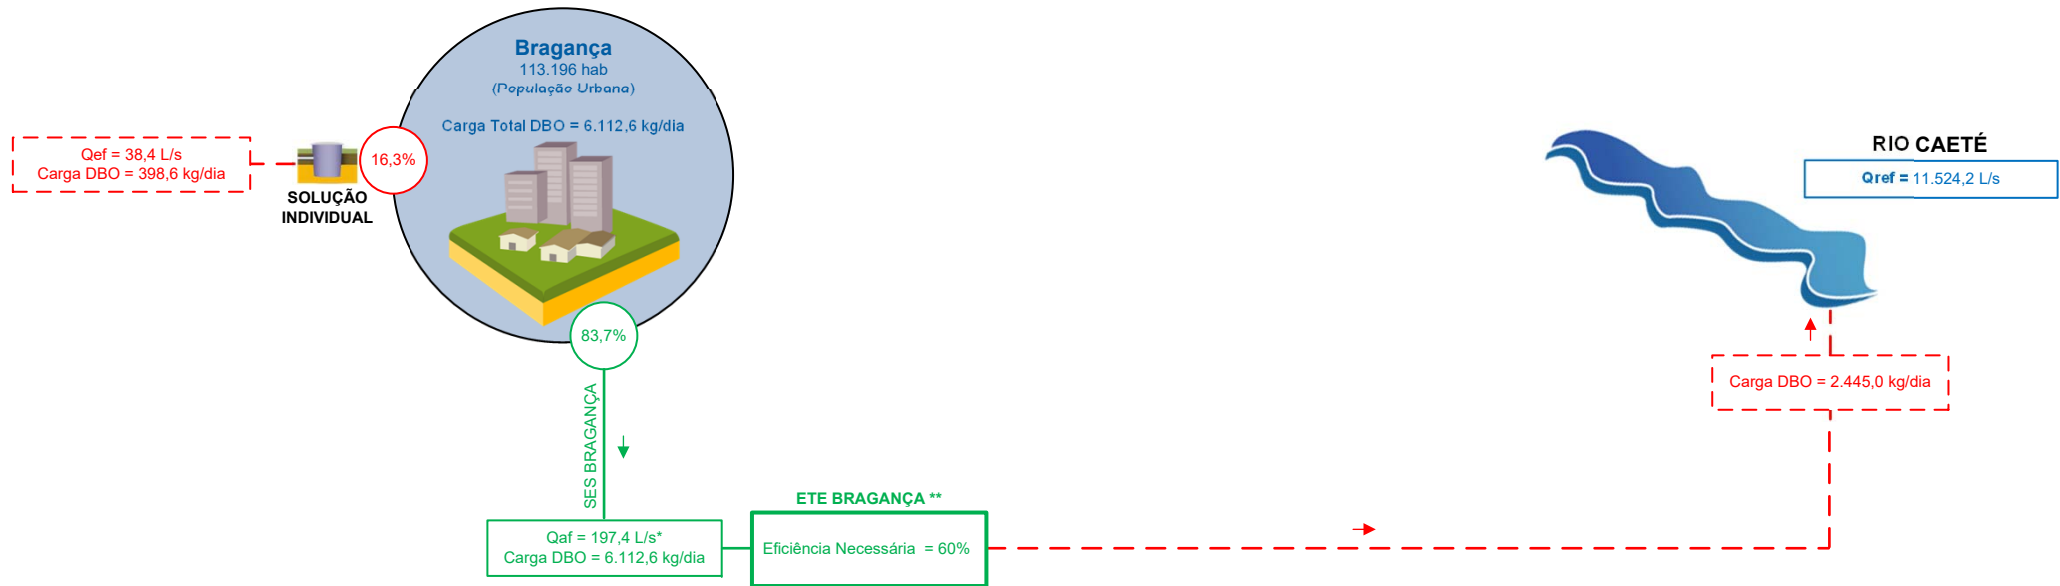 Bragança
113.196 hab
(População Urbana)
Carga Total DBO = 6.112,6 kg/dia
16,3%
Qef = 38,4 L/s
Carga DBO = 398,6 kg/dia
SOLUÇÃO
INDIVIDUAL
83,7%
SES BRAGANÇA
Qaf = 197,4 L/s*
Carga DBO = 6.112,6 kg/dia
ETE BRAGANÇA **
Eficiência Necessária = 60%
RIO CAETÉ
Qref = 11.524,2 L/s
Carga DBO = 2.445,0 kg/dia